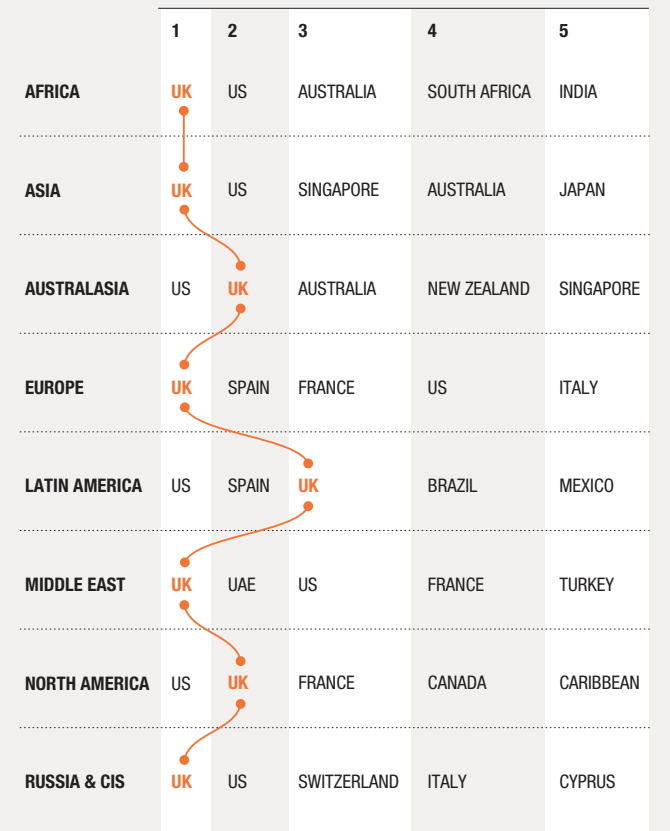 1 2 3 4 5
AFRICA UK US AUSTRALIA SOUTH AFRICA INDIA
ASIA UK US SINGAPORE AUSTRALIA JAPAN
AUSTRALASIA US UK AUSTRALIA NEW ZEALAND SINGAPORE
EUROPE UK SPAIN FRANCE US ITALY
LATIN AMERICA US SPAIN UK BRAZIL MEXICO
MIDDLE EAST UK UAE US FRANCE TURKEY
NORTH AMERICA US UK FRANCE CANADA CARIBBEAN
RUSSIA & CIS UK US SWITZERLAND ITALY CYPRUS